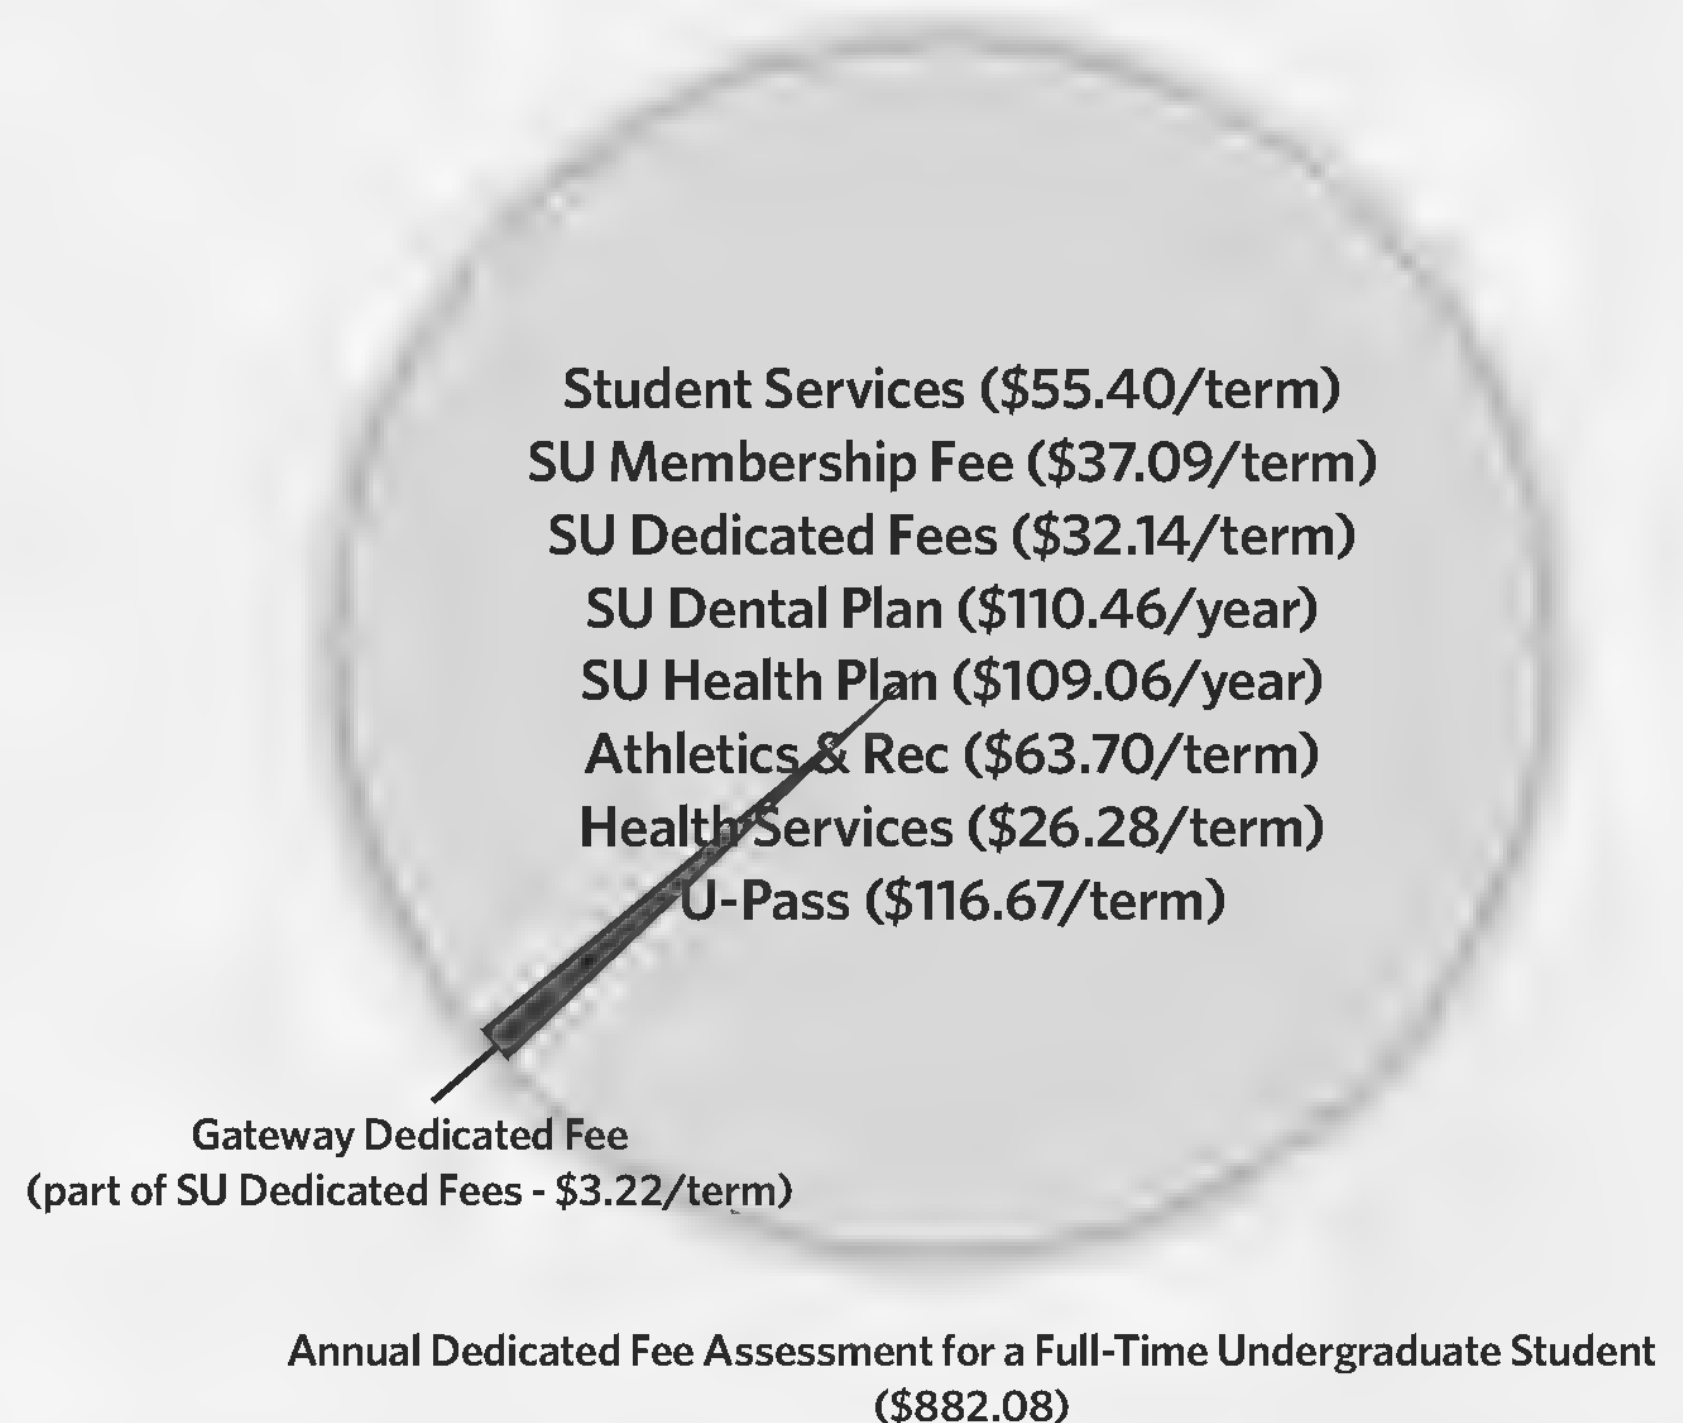 Student Services ($55.40/term)
SU Membership Fee ($37.09/term)
SU Dedicated Fees ($32.14/term)
SU Dental Plan ($110.46/year)
SU Health Plan ($109.06/year)
Athletics & Rec ($63.70/term)
Health Services ($26.28/term)
U-Pass ($116.67/term)
Gateway Dedicated Fee
(part of SU Dedicated Fees - $3.22/term)
Annual Dedicated Fee Assessment for a Full-Time Undergraduate Student
($882.08)